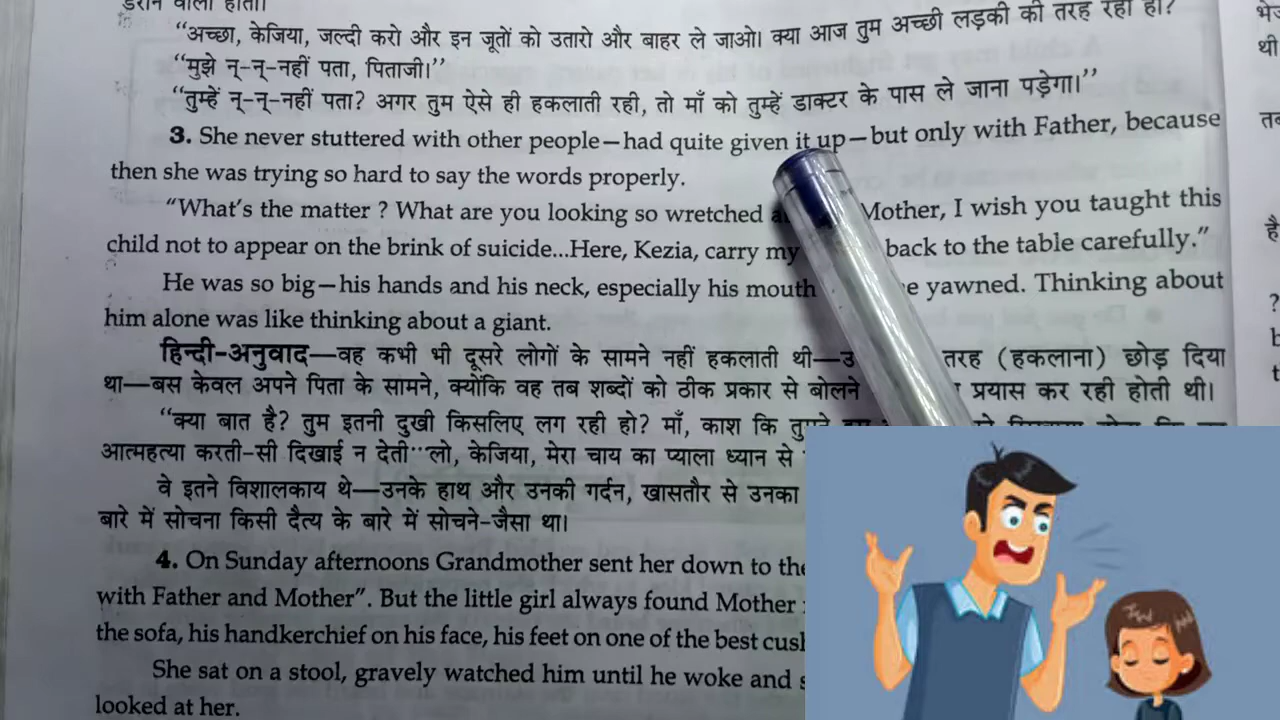 डराने वाला होता।
“अच्छा, केजिया, जल्दी करो और इन जूतों को उतारो और बाहर ले जाओ। क्या आज तुम अच्छी लड़की की तरह रही हो?
“मुझे न्-न्-नहीं पता, पिताजी।”
“तुम्हें न्-न्-नहीं पता? अगर तुम ऐसे ही हकलाती रही, तो माँ को तुम्हें डाक्टर के पास ले जाना पड़ेगा।”
3. She never stuttered with other people—had quite given it up—but only with Father, because
then she was trying so hard to say the words properly.
“What's the matter ? What are you looking so wretched Mother, I wish you taught this
child not to appear on the brink of suicide...Here, Kezia, carry my back to the table carefully.”
He was so big—his hands and his neck, especially his mouth yawned. Thinking about
him alone was like thinking about a giant.
हिन्दी-अनुवाद—वह कभी भी दूसरे लोगों के सामने नहीं हकलाती थी— तरह (हकलाना) छोड़ दिया
था—बस केवल अपने पिता के सामने, क्योंकि वह तब शब्दों को ठीक प्रकार से बोलने प्रयास कर रही होती थी।
“क्या बात है? तुम इतनी दुखी किसलिए लग रही हो? माँ, काश कि
आत्महत्या करती-सी दिखाई न देती··लो, केजिया, मेरा चाय का प्याला ध्यान से
वे इतने विशालकाय थे—उनके हाथ और उनकी गर्दन, खासतौर से उनका
बारे में सोचना किसी दैत्य के बारे में सोचने-जैसा था।
4. On Sunday afternoons Grandmother sent her down to the
with Father and Mother”. But the little girl always found Mother
the sofa, his handkerchief on his face, his feet on one of the best
She sat on a stool, gravely watched him until he woke and
looked at her.